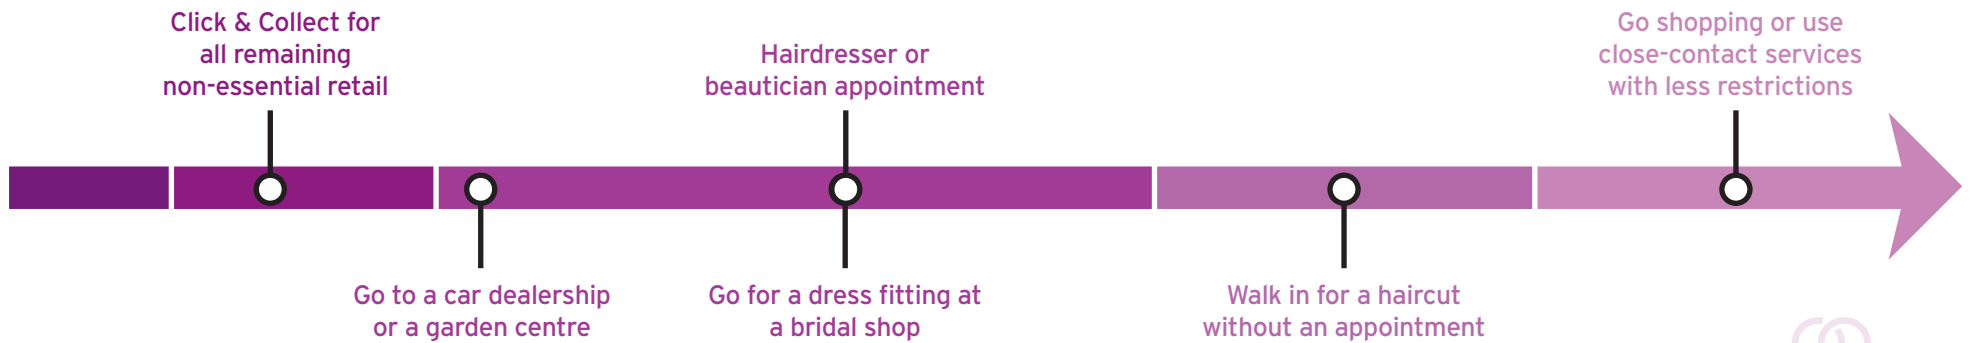 Click & Collect for
all remaining
non-essential retail
Go to a car dealership
or a garden centre
Hairdresser or
beautician appointment
Go for a dress fitting at
a bridal shop
Walk in for a haircut
without an appointment
Go shopping or use
close-contact services
with less restrictions